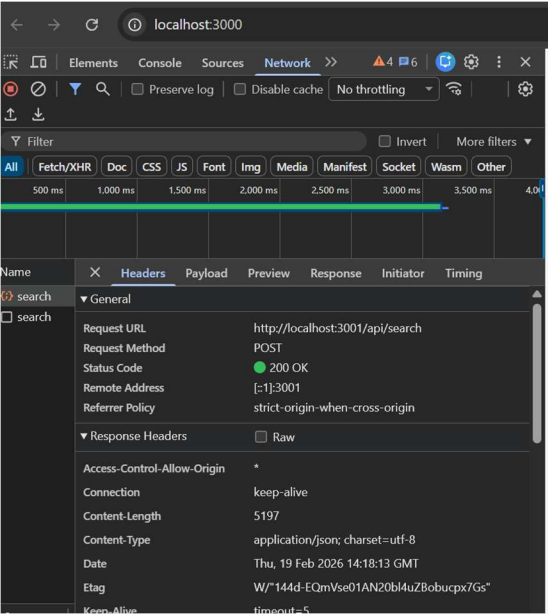 localhost:3000
Elements Console Sources Network 4 6
Preserve log Disable cache No throttling
Filter Invert More filters
All Fetch/XHR Doc CSS JS Font Img Media Manifest Socket Wasm Other
500 ms 1,000 ms 1,500 ms 2,000 ms 2,500 ms 3,000 ms 3,500 ms 4,0
Name Headers Payload Preview Response Initiator Timing
search
search
General
Request URL http://localhost:3001/api/search
Request Method POST
Status Code 200 OK
Remote Address [::1]:3001
Referrer Policy strict-origin-when-cross-origin
Response Headers Raw
Access-Control-Allow-Origin *
Connection keep-alive
Content-Length 5197
Content-Type application/json; charset=utf-8
Date Thu, 19 Feb 2026 14:18:13 GMT
Etag W/"144d-EQmVse01AN20bl4uZBobucpx7Gs"
Keep-Alive timeout=5